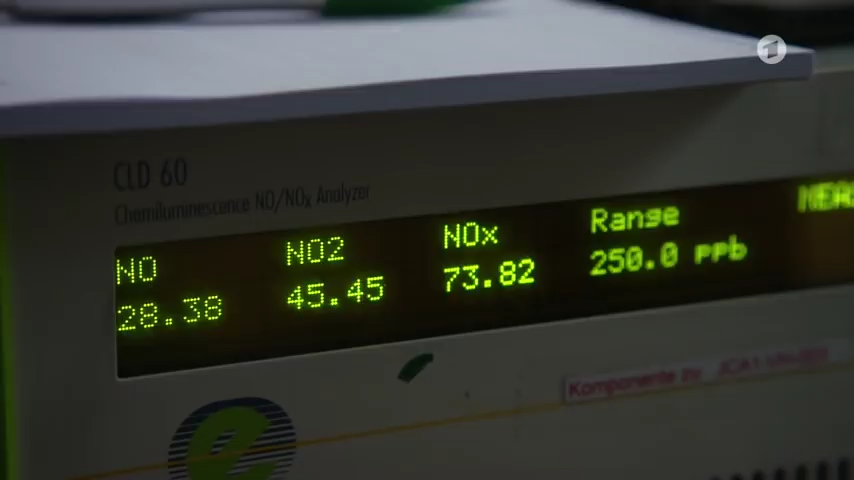 CLD 60
Chemiluminescence NO/NOx Analyzer
NO NO2 NOx Range
28.38 45.45 73.82 250.0 ppb
Komponente zu